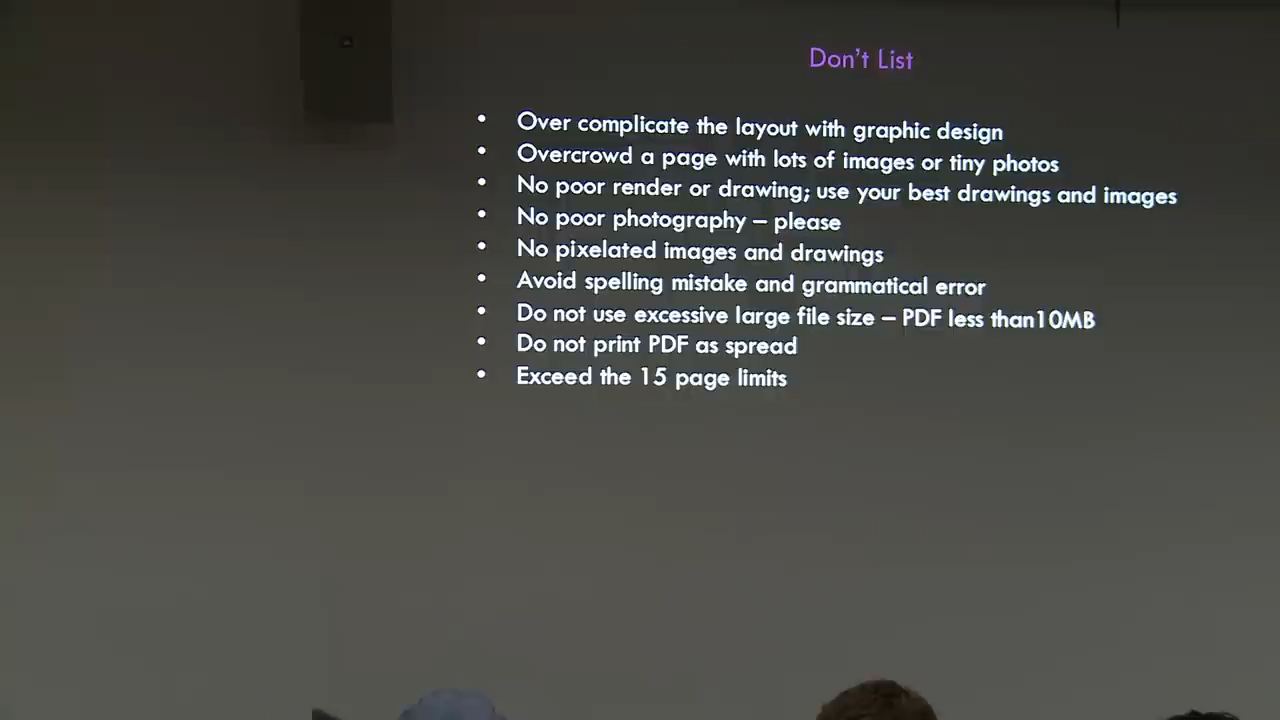 Don't List
• Over complicate the layout with graphic design
• Overcrowd a page with lots of images or tiny photos
• No poor render or drawing; use your best drawings and images
• No poor photography – please
• No pixelated images and drawings
• Avoid spelling mistake and grammatical error
• Do not use excessive large file size – PDF less than10MB
• Do not print PDF as spread
• Exceed the 15 page limits